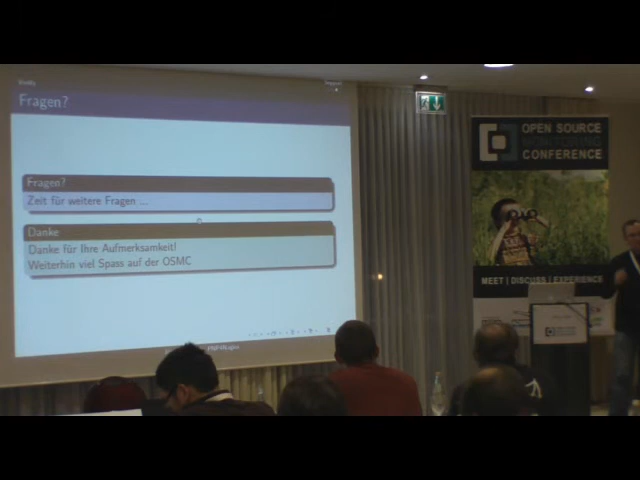 Fragen?
Fragen?
Zeit für weitere Fragen ...
Danke
Danke für Ihre Aufmerksamkeit!
Weiterhin viel Spass auf der OSMC
OPEN SOURCE
MONITORING
CONFERENCE
MEET | DISCUSS | EXPERIENCE